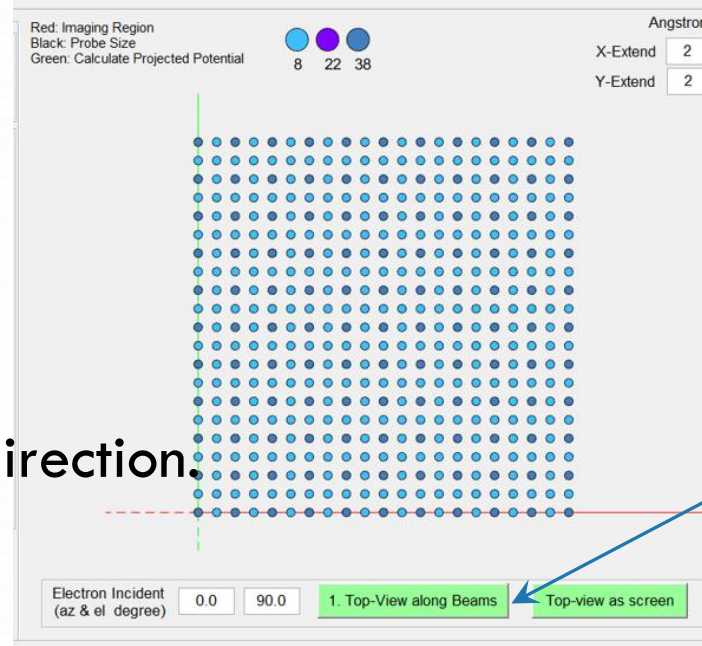 Red: Imaging Region
Black: Probe Size
Green: Calculate Projected Potential
8 22 38
X-Extend 2
Y-Extend 2
irection.
Electron Incident
(az & el degree)
0.0 90.0 1. Top-View along Beams Top-view as screen